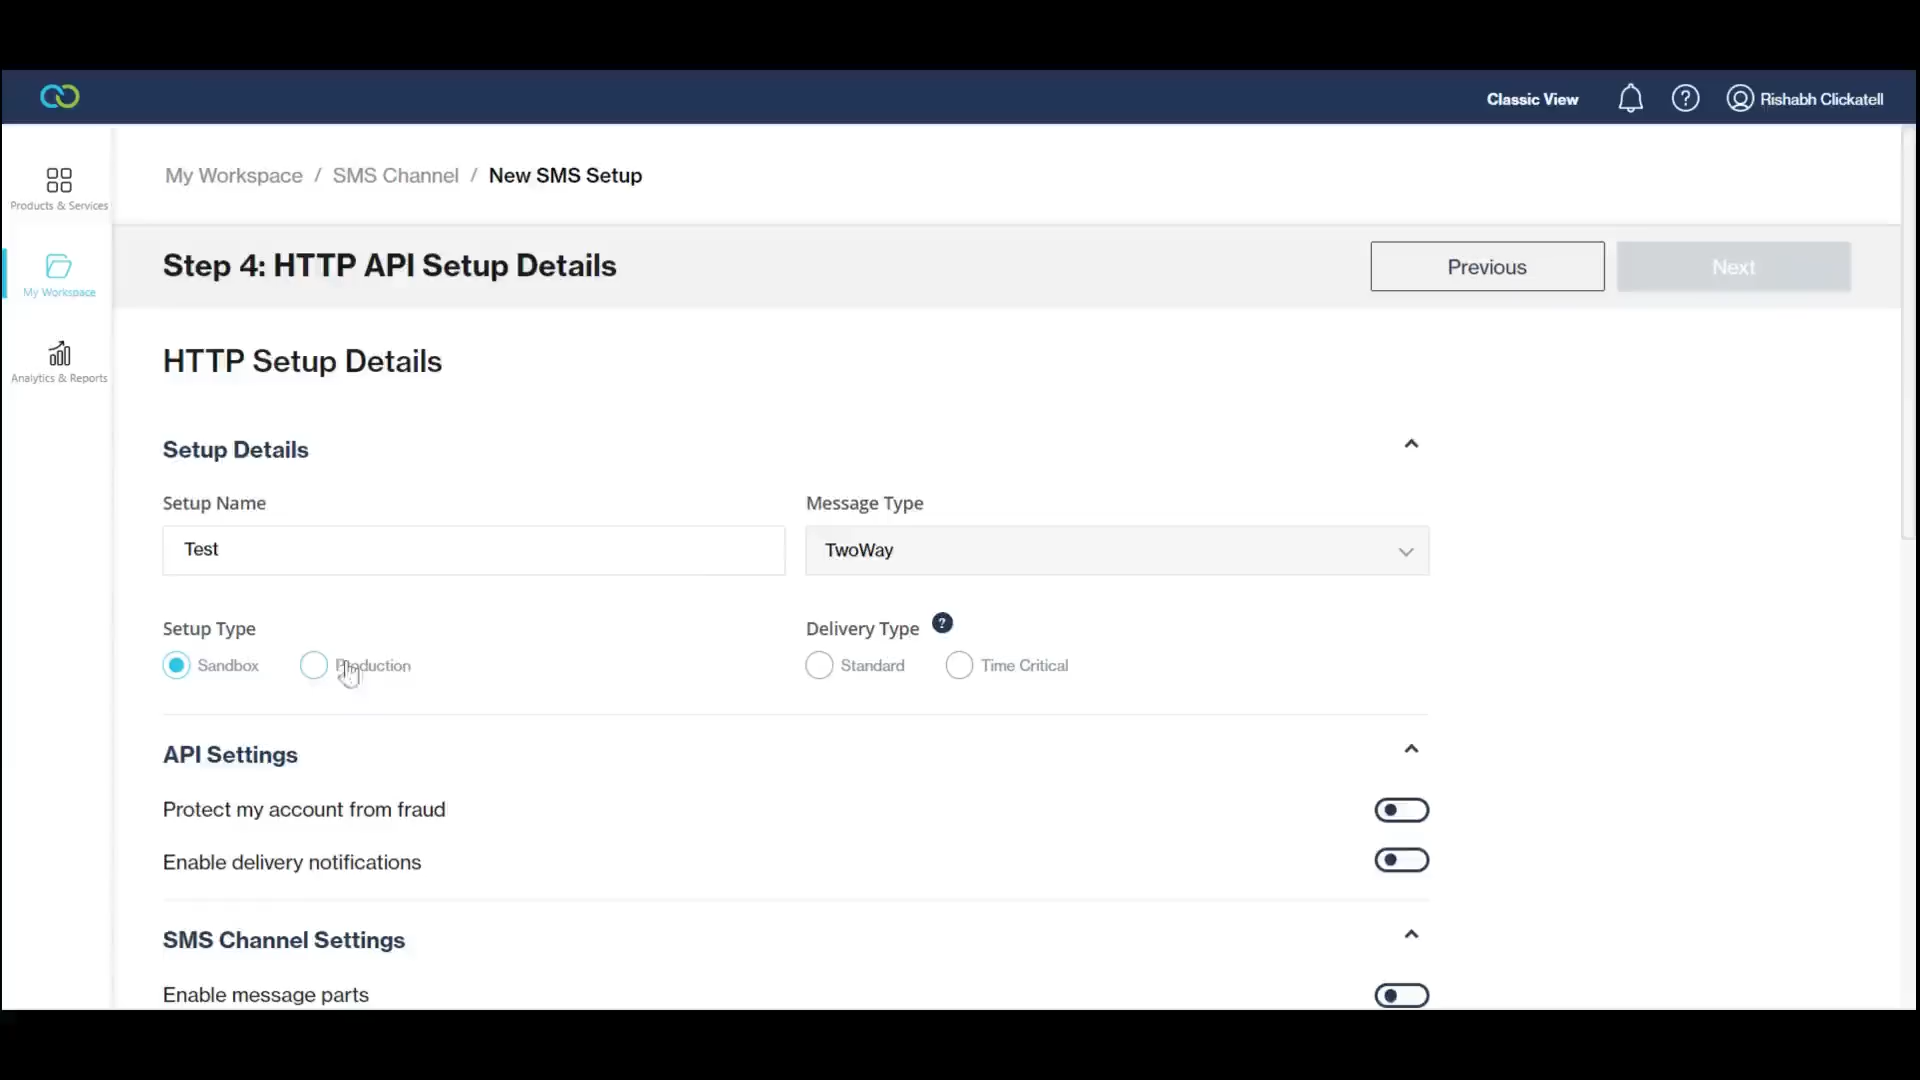 Classic View
?
Rishabh Clickatell
Products & Services
My Workspace
Analytics & Reports
My Workspace / SMS Channel / New SMS Setup
Step 4: HTTP API Setup Details
Previous
Next
HTTP Setup Details
Setup Details
Setup Name
Message Type
Test
TwoWay
Setup Type
Delivery Type ?
Sandbox
Production
Standard
Time Critical
API Settings
Protect my account from fraud
Enable delivery notifications
SMS Channel Settings
Enable message parts